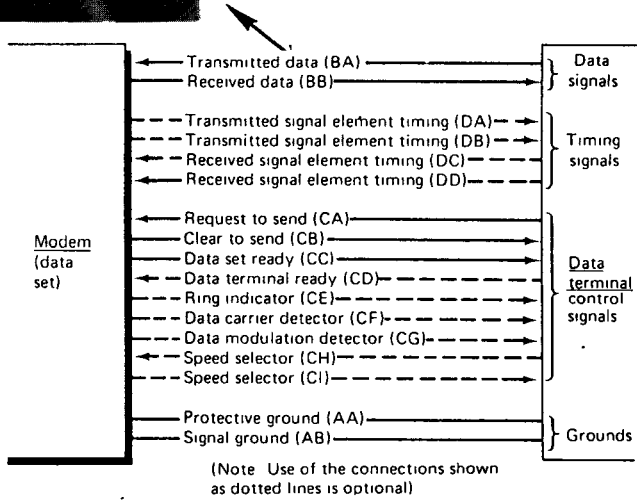 Transmitted data (BA)
Received data (BB)
Data
signals
Transmitted signal element timing (DA)
Transmitted signal element timing (DB)
Received signal element timing (DC)
Received signal element timing (DD)
Timing
signals
Modem
(data
set)
Request to send (CA)
Clear to send (CB)
Data set ready (CC)
Data terminal ready (CD)
Ring indicator (CE)
Data carrier detector (CF)
Data modulation detector (CG)
Speed selector (CH)
Speed selector (CI)
Data
terminal
control
signals
Protective ground (AA)
Signal ground (AB)
Grounds
(Note Use of the connections shown
as dotted lines is optional)